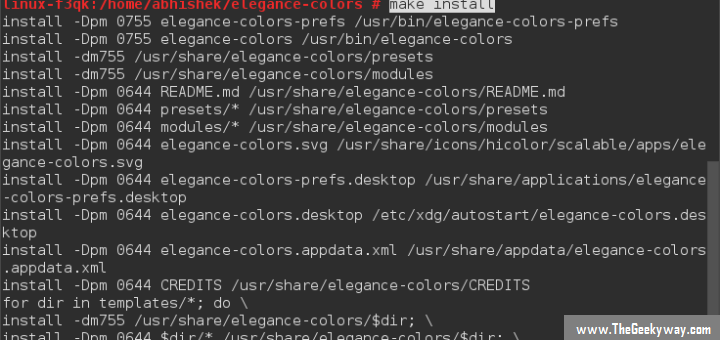 linux-f3qk:/home/abhishek/elegance-colors # make install
install -Dpm 0755 elegance-colors-prefs /usr/bin/elegance-colors-prefs
install -Dpm 0755 elegance-colors /usr/bin/elegance-colors
install -dm755 /usr/share/elegance-colors/presets
install -dm755 /usr/share/elegance-colors/modules
install -Dpm 0644 README.md /usr/share/elegance-colors/README.md
install -Dpm 0644 presets/* /usr/share/elegance-colors/presets
install -Dpm 0644 modules/* /usr/share/elegance-colors/modules
install -Dpm 0644 elegance-colors.svg /usr/share/icons/hicolor/scalable/apps/ele
gance-colors.svg
install -Dpm 0644 elegance-colors-prefs.desktop /usr/share/applications/elegance
-colors-prefs.desktop
install -Dpm 0644 elegance-colors.desktop /etc/xdg/autostart/elegance-colors.des
ktop
install -Dpm 0644 elegance-colors.appdata.xml /usr/share/appdata/elegance-colors
.appdata.xml
install -Dpm 0644 CREDITS /usr/share/elegance-colors/CREDITS
for dir in templates/*; do \
install -dm755 /usr/share/elegance-colors/$dir; \
install -Dpm 0644 $dir/* /usr/share/elegance-colors/$dir; \
www.TheGeekyway.com